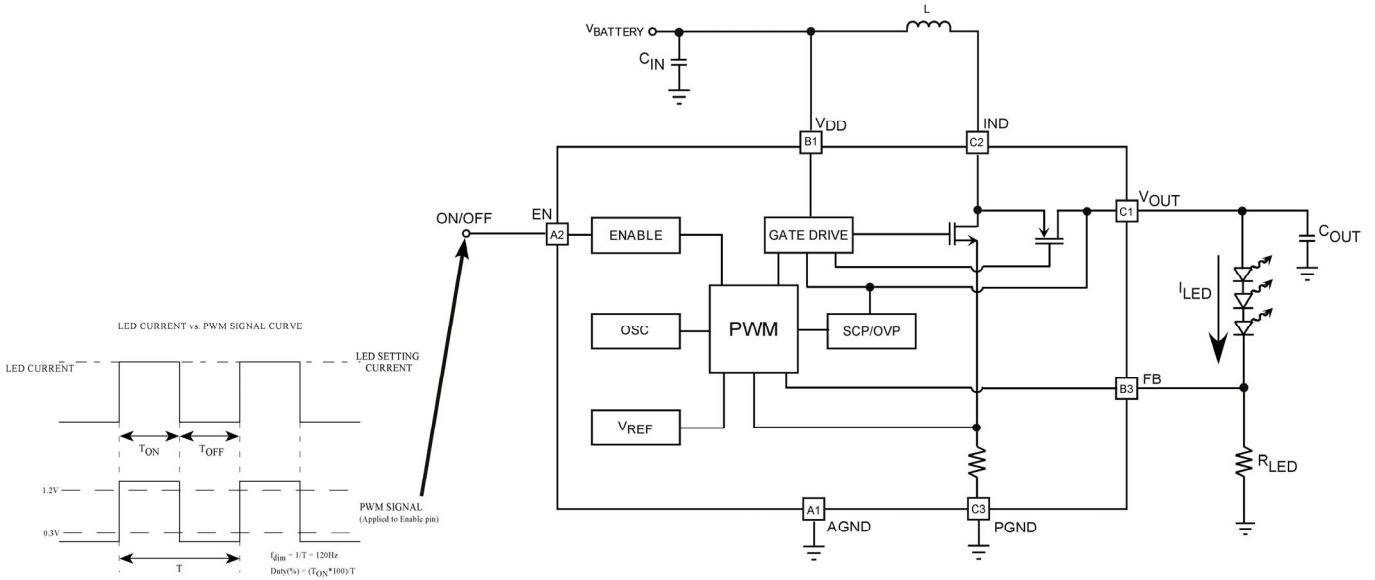 L
VBATTERY
CIN
VDD
IND
B1
C2
VOUT
EN
ON/OFF
A2
ENABLE
GATE DRIVE
C1
COUT
ILED
LED CURRENT vs. PWM SIGNAL CURVE
OSC
PWM
SCP/OVP
LED CURRENT
LED SETTING
CURRENT
FB
B3
VREF
TON
TOFF
RLED
1.2V
PWM SIGNAL
(Applied to Enable pin)
A1
AGND
C3
PGND
0.3V
T
fdim = 1/T = 120Hz
Duty(%) = (TON*100)/T